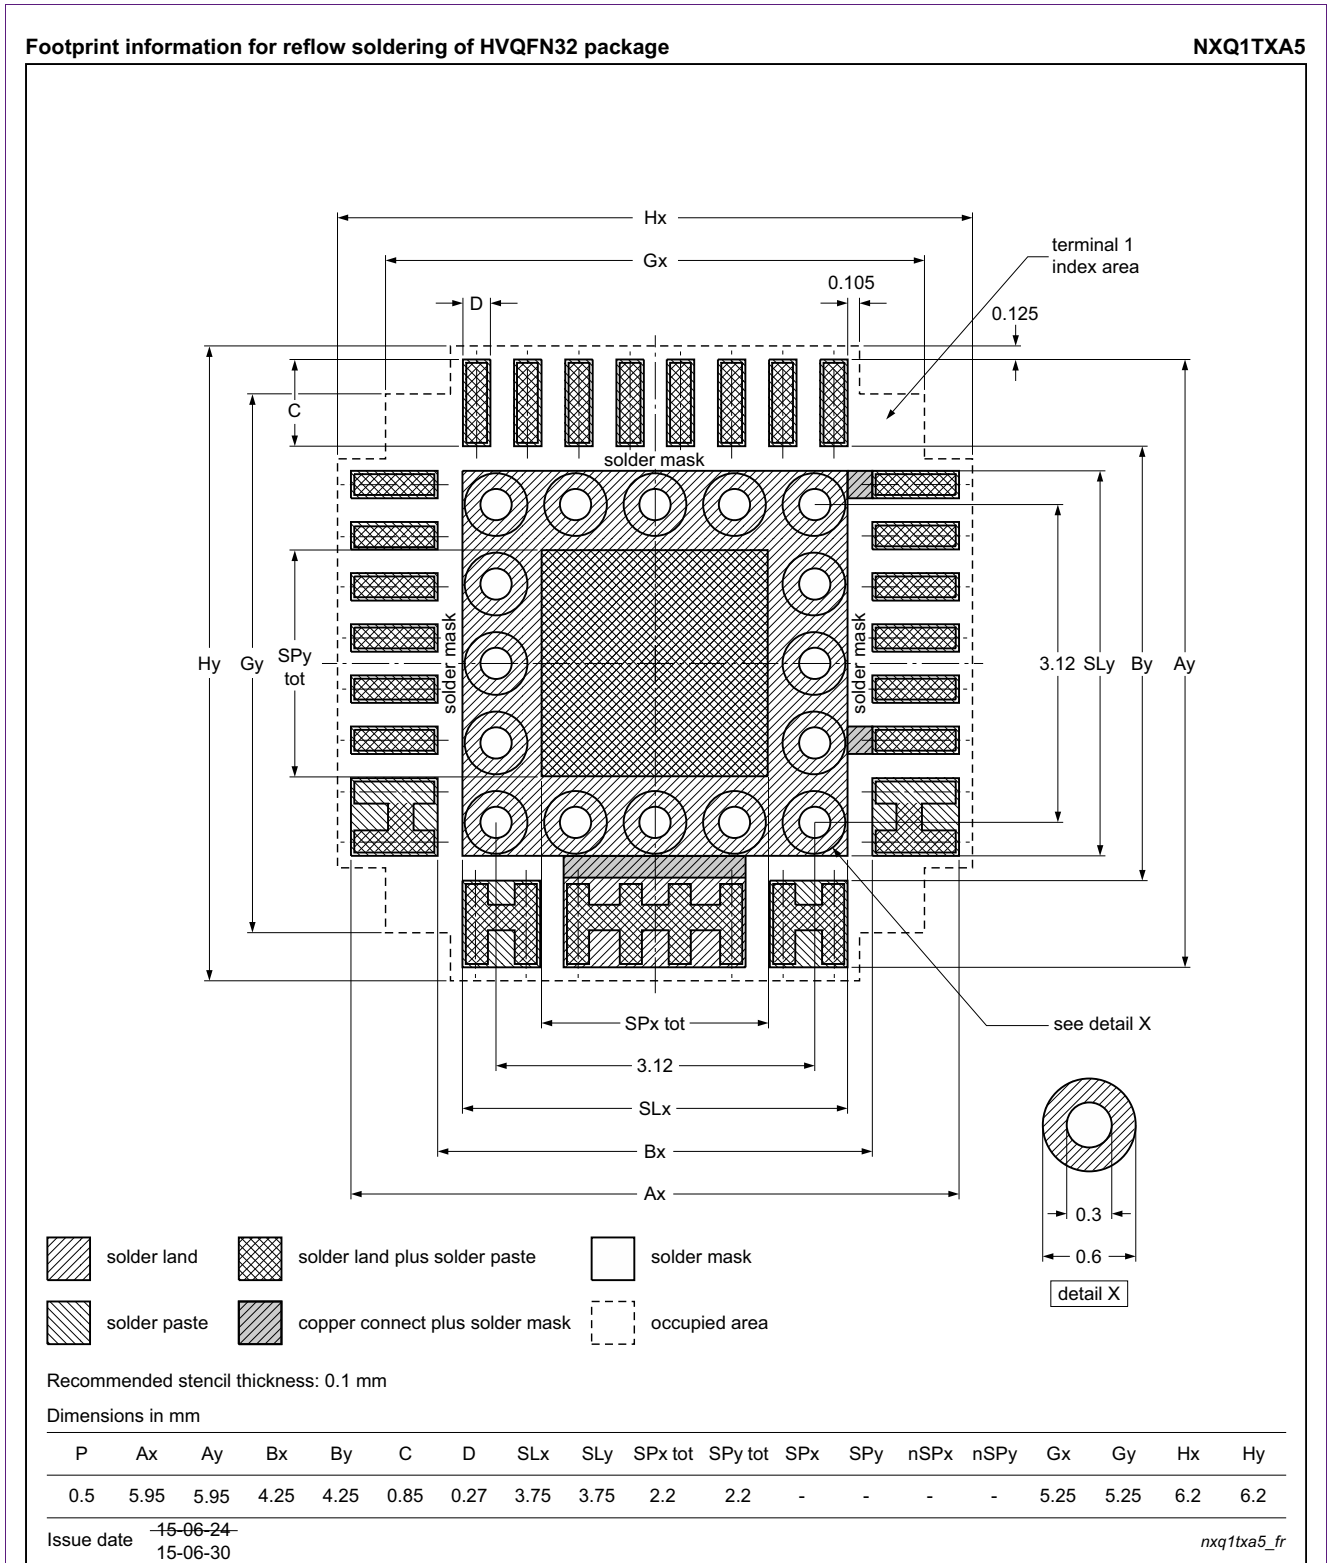 Footprint information for reflow soldering of HVQFN32 package NXQ1TXA5
Hx
terminal 1
index area
Gx
0.105
D
0.125
C
solder mask
SPy
tot
solder mask
solder mask
Hy Gy 3.12 SLy By Ay
SPx tot
see detail X
3.12
SLx
Bx
Ax
0.3
0.6
detail X
solder land solder land plus solder paste solder mask
solder paste copper connect plus solder mask occupied area
Recommended stencil thickness: 0.1 mm
Dimensions in mm
P Ax Ay Bx By C D SLx SLy SPx tot SPy tot SPx SPy nSPx nSPy Gx Gy Hx Hy
0.5 5.95 5.95 4.25 4.25 0.85 0.27 3.75 3.75 2.2 2.2 - - - - 5.25 5.25 6.2 6.2
Issue date 15-06-24
15-06-30 nxq1txa5_fr